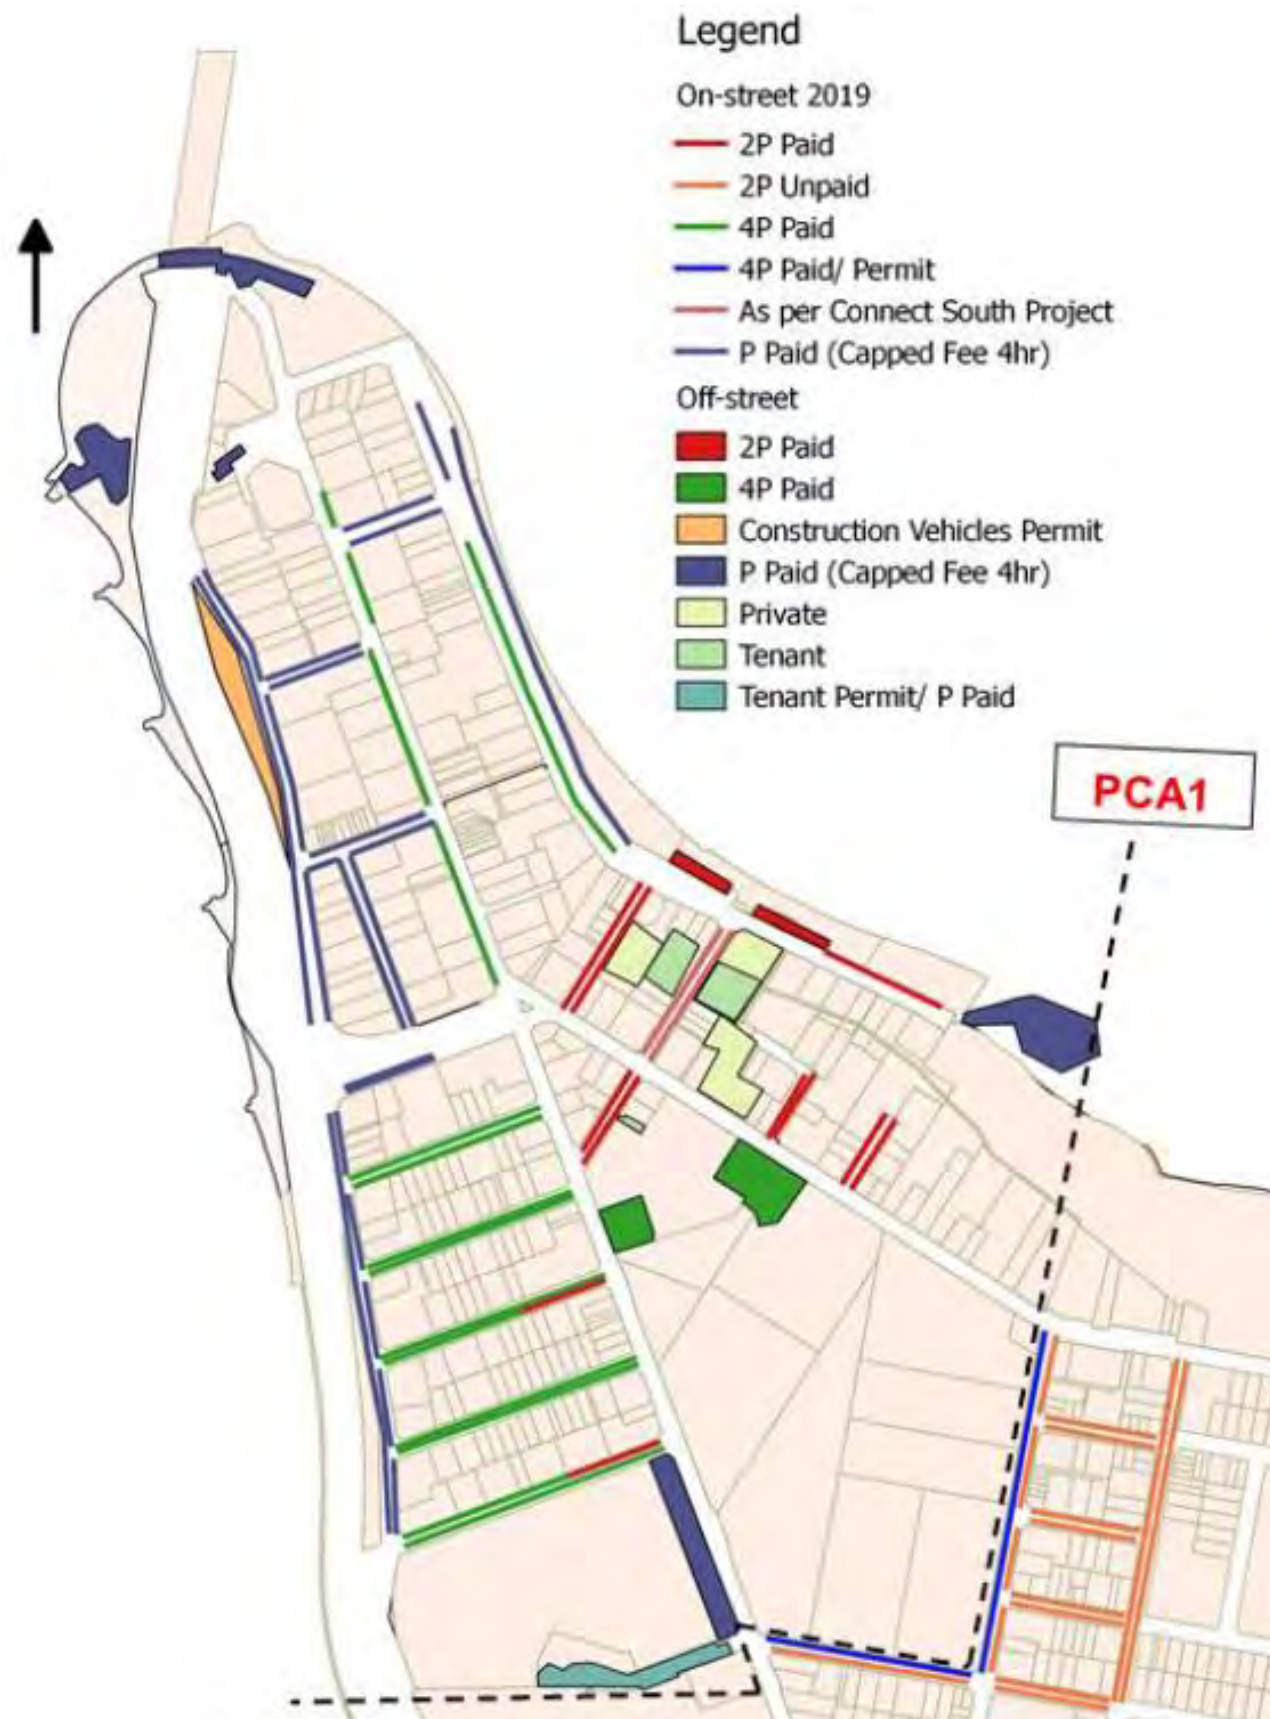 Legend
On-street 2019
2P Paid
2P Unpaid
4P Paid
4P Paid/ Permit
As per Connect South Project
P Paid (Capped Fee 4hr)
Off-street
2P Paid
4P Paid
Construction Vehicles Permit
P Paid (Capped Fee 4hr)
Private
Tenant
Tenant Permit/ P Paid
PCA1